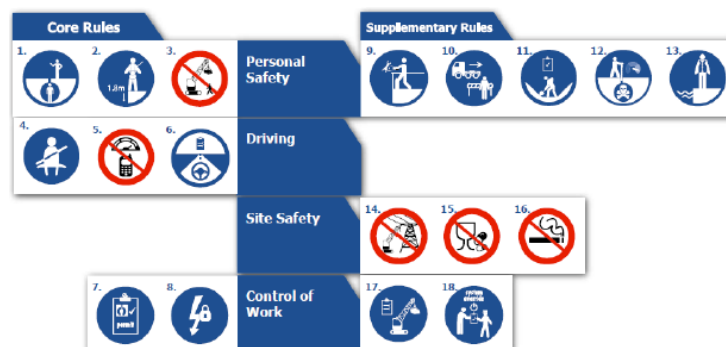 Core Rules
Supplementary Rules
1.
2.
1.8m
3.
Personal
Safety
9.
10.
11.
12.
13.
4.
5.
6.
Driving
Site Safety
14.
15.
16.
7.
permit
8.
Control of
Work
17.
18.